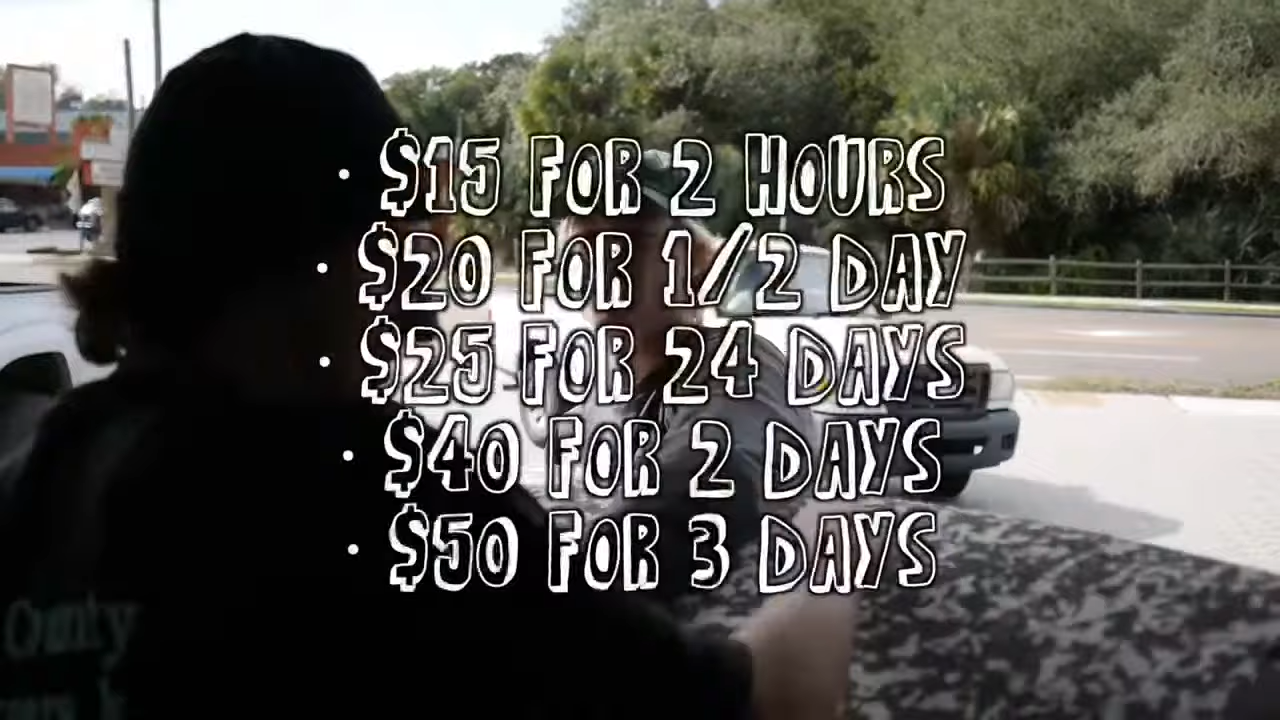 · $15 FOR 2 HOURS
· $20 FOR 1/2 DAY
· $25 FOR 24 DAYS
· $40 FOR 2 DAYS
· $50 FOR 3 DAYS
County